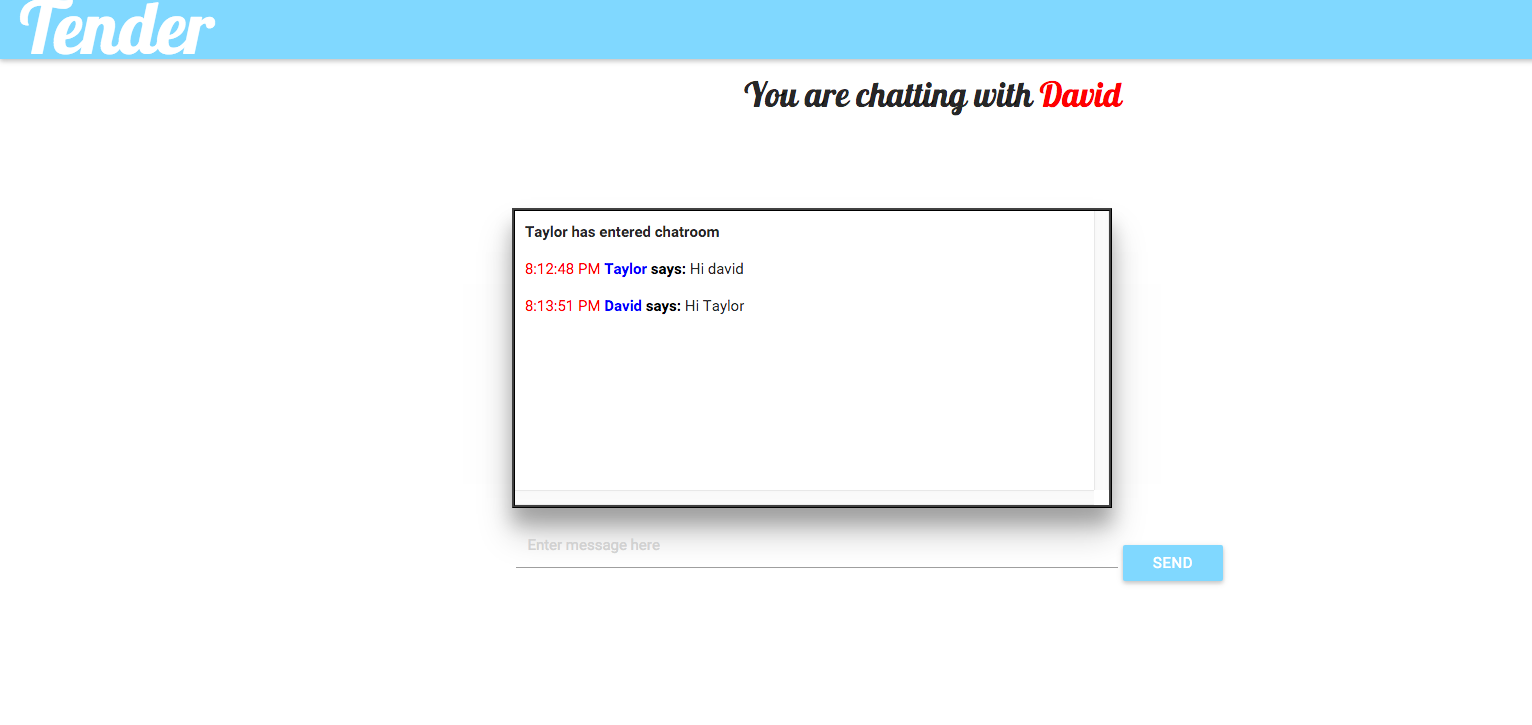 Tender
You are chatting with David
Taylor has entered chatroom
8:12:48 PM Taylor says: Hi david
8:13:51 PM David says: Hi Taylor
Enter message here
SEND